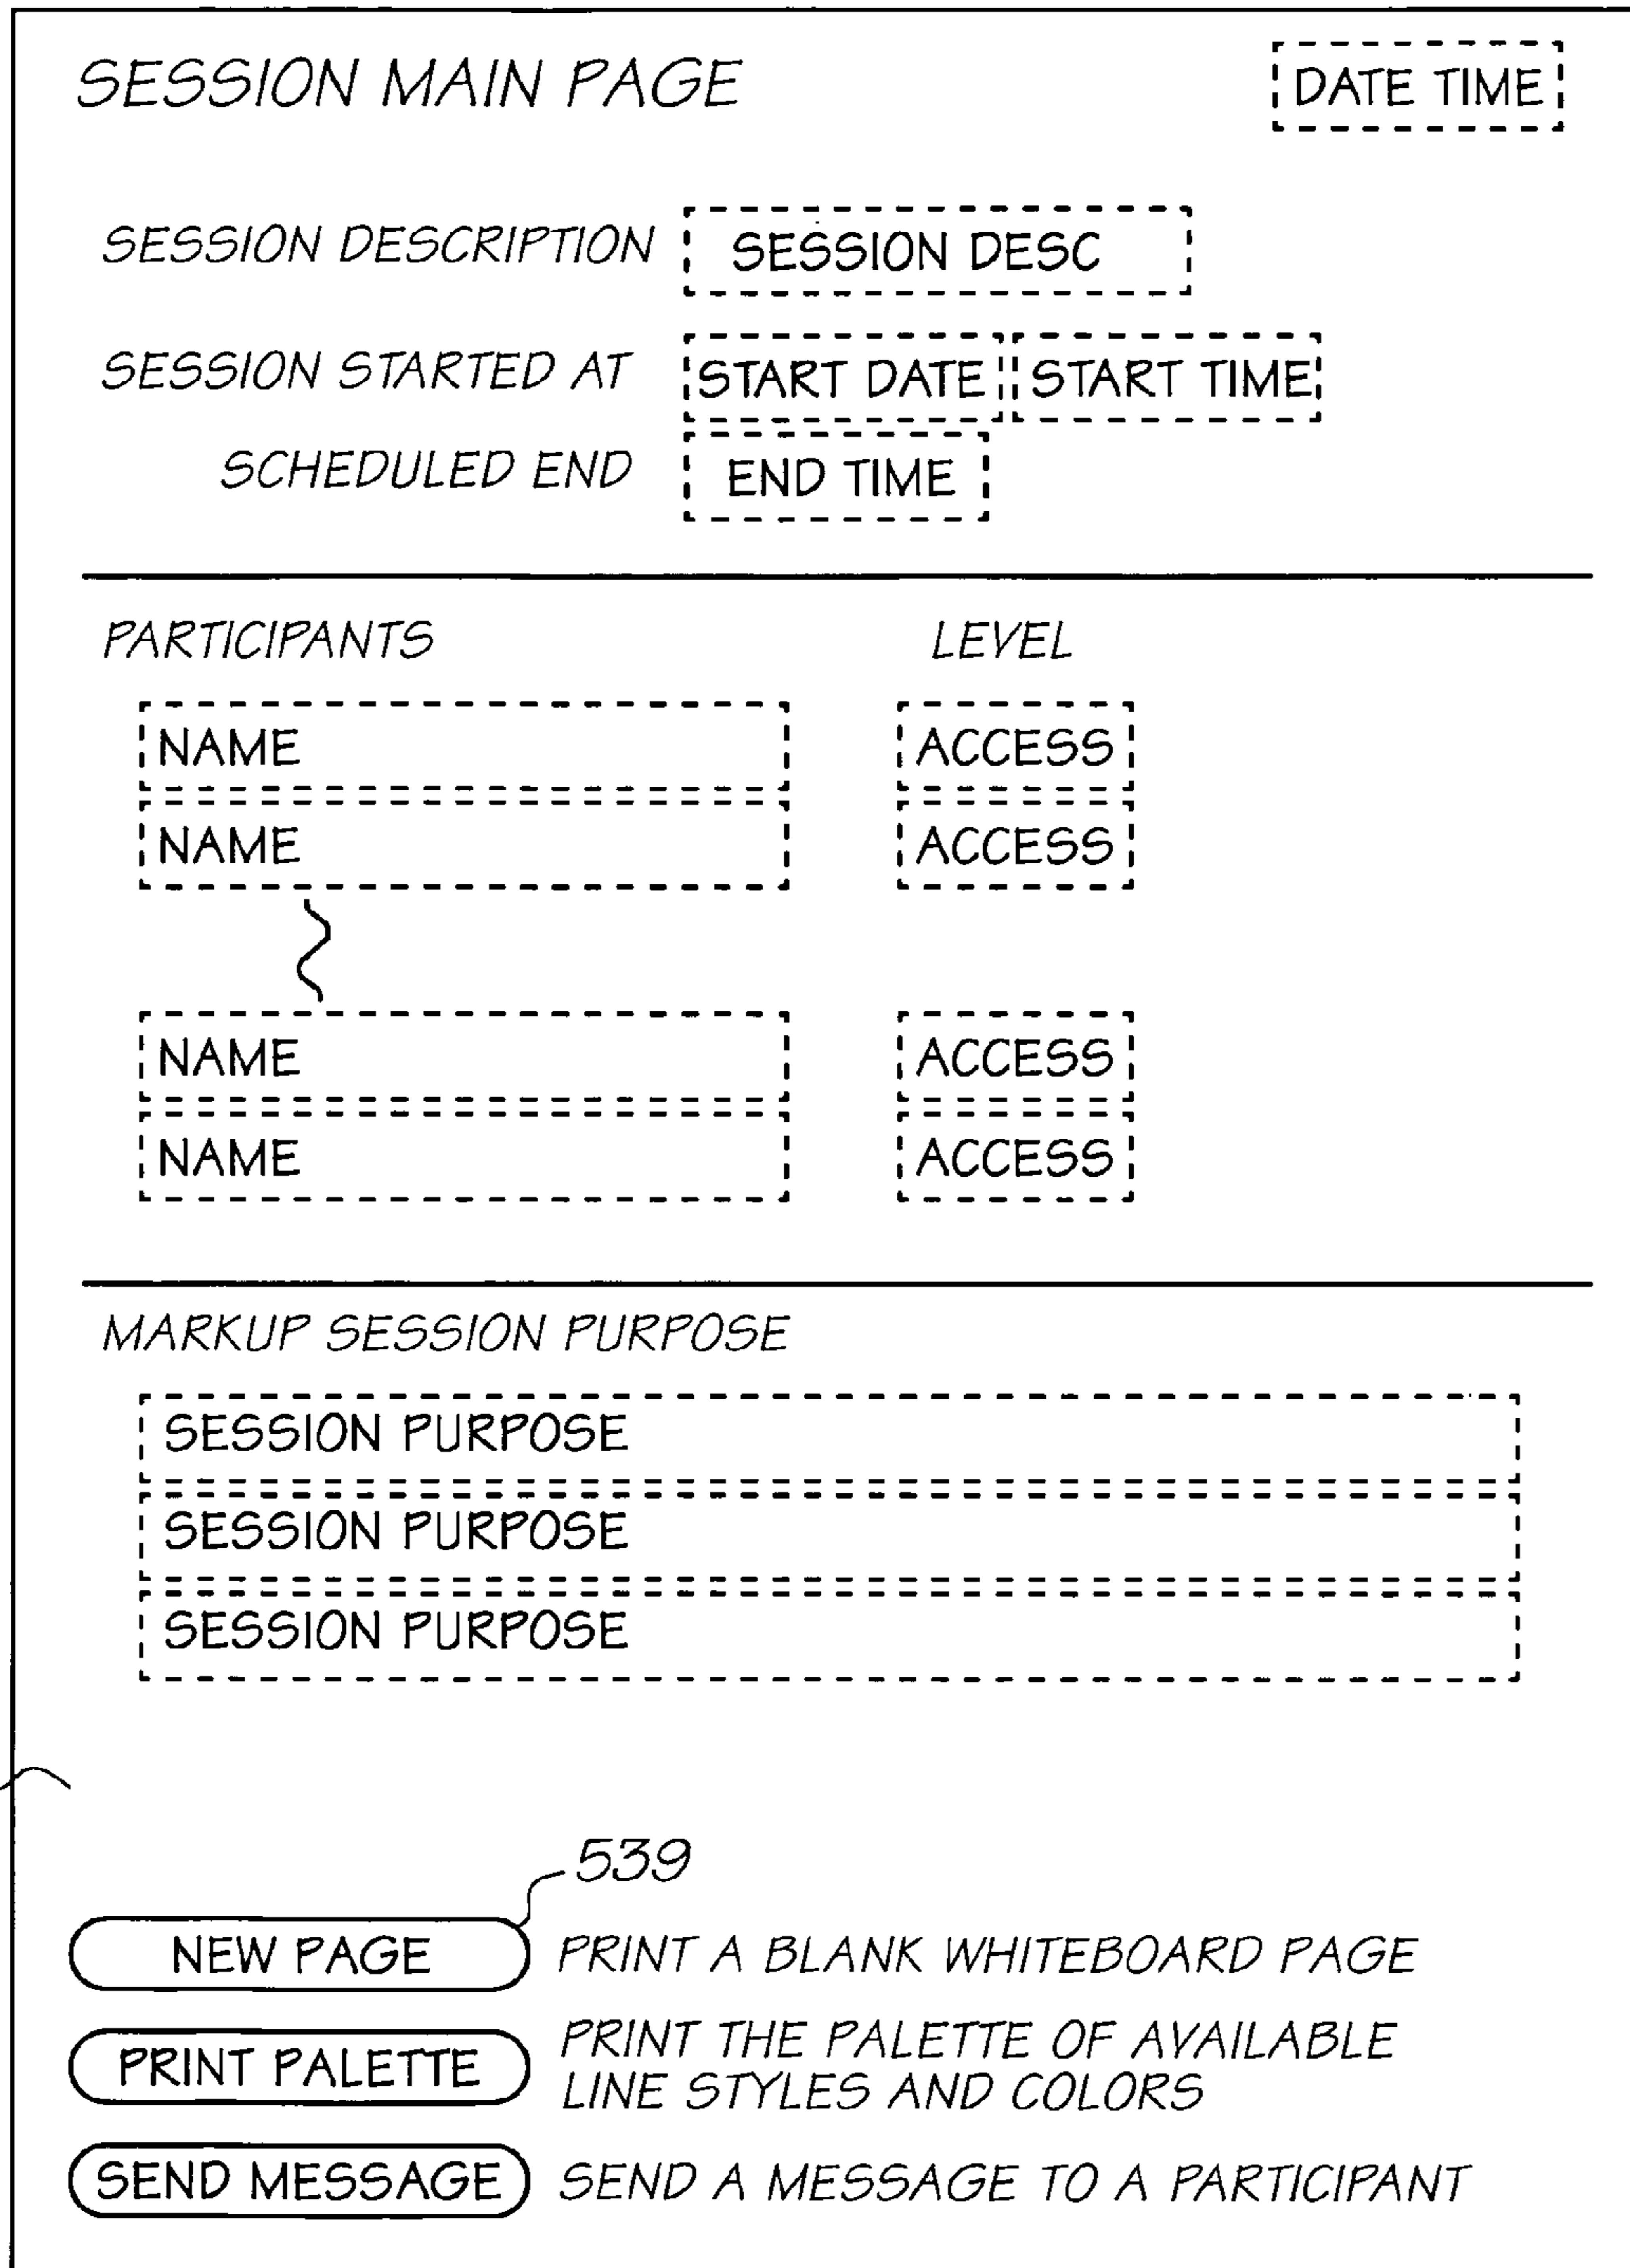 SESSION MAIN PAGE DATE TIME
SESSION DESCRIPTION SESSION DESC
SESSION STARTED AT START DATE START TIME
SCHEDULED END END TIME
PARTICIPANTS LEVEL
NAME ACCESS
NAME ACCESS
NAME ACCESS
NAME ACCESS
MARKUP SESSION PURPOSE
SESSION PURPOSE
SESSION PURPOSE
SESSION PURPOSE
539
NEW PAGE PRINT A BLANK WHITEBOARD PAGE
PRINT PALETTE PRINT THE PALETTE OF AVAILABLE
LINE STYLES AND COLORS
SEND MESSAGE SEND A MESSAGE TO A PARTICIPANT